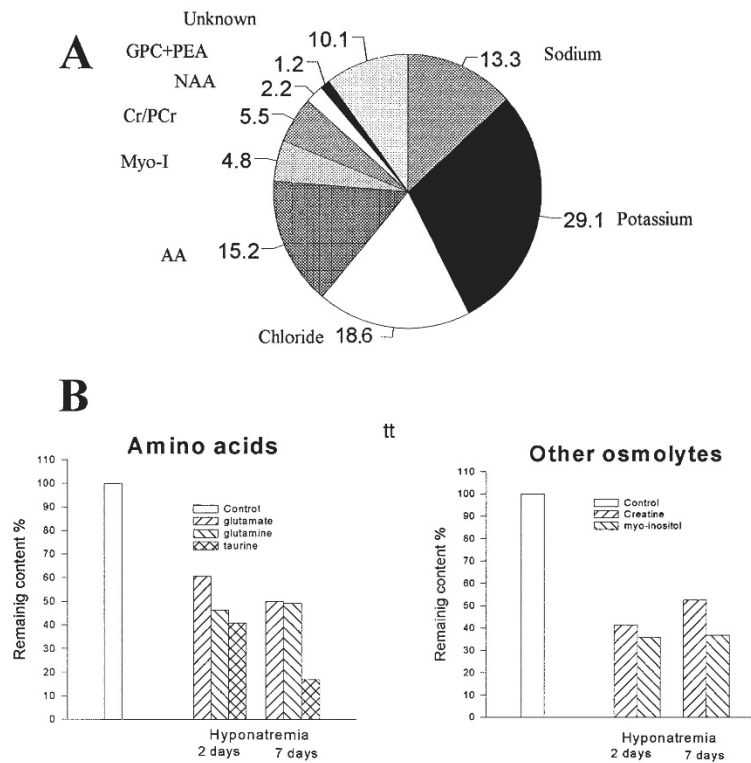 A
Unknown
10.1
GPC+PEA
1.2
NAA
2.2
Cr/PCr
5.5
Myo-I
4.8
AA
15.2
Chloride 18.6
29.1 Potassium
13.3 Sodium
B
tt
Amino acids
Remainig content %
110
100
90
80
70
60
50
40
30
20
10
0
Control
glutamate
glutamine
taurine
Hyponatremia
2 days 7 days
Other osmolytes
Remainig content %
110
100
90
80
70
60
50
40
30
20
10
0
Control
Creatine
myo-inositol
Hyponatremia
2 days 7 days